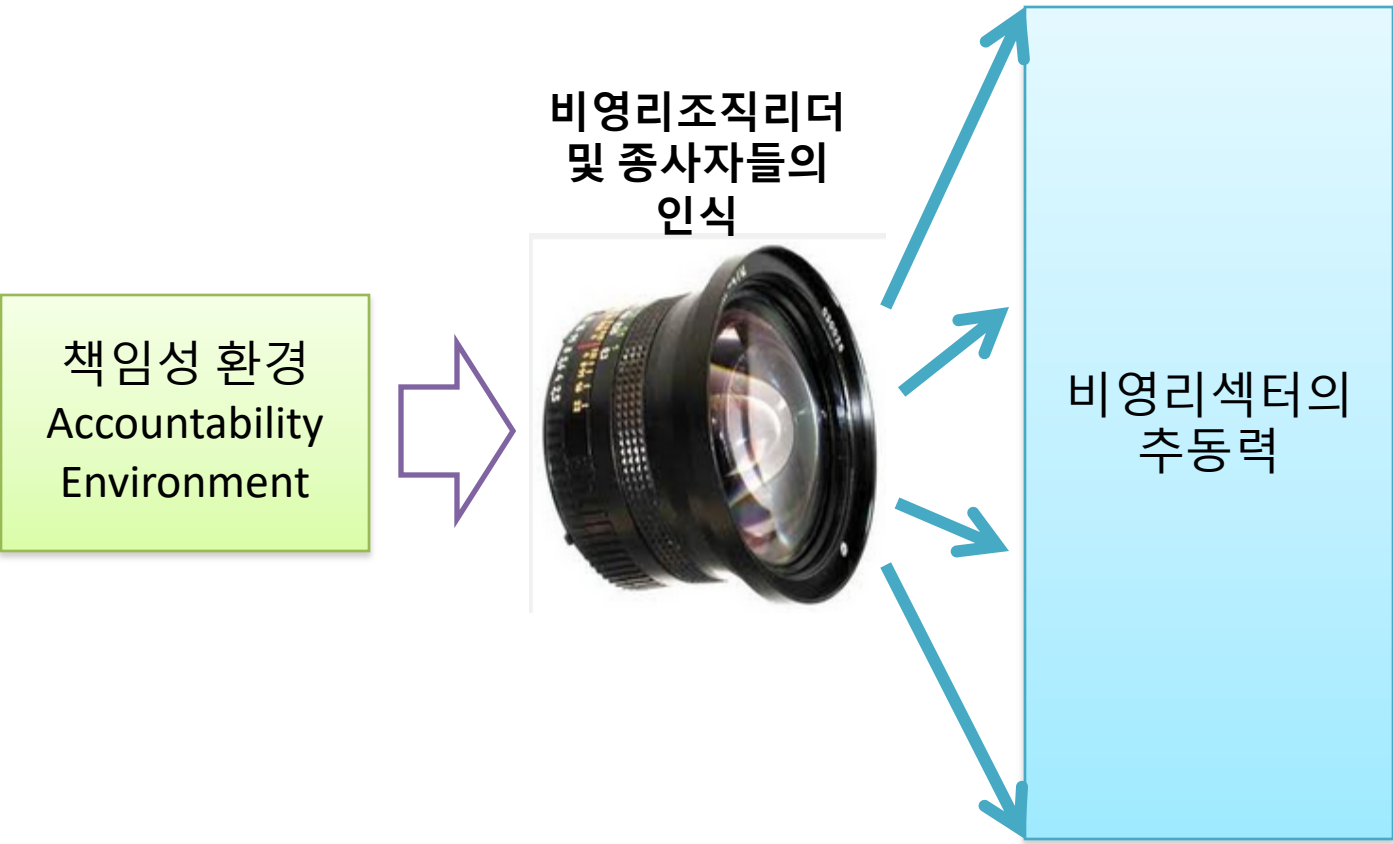 책임성 환경
Accountability
Environment
비영리조직리더
및 종사자들의
인식
비영리섹터의
추동력